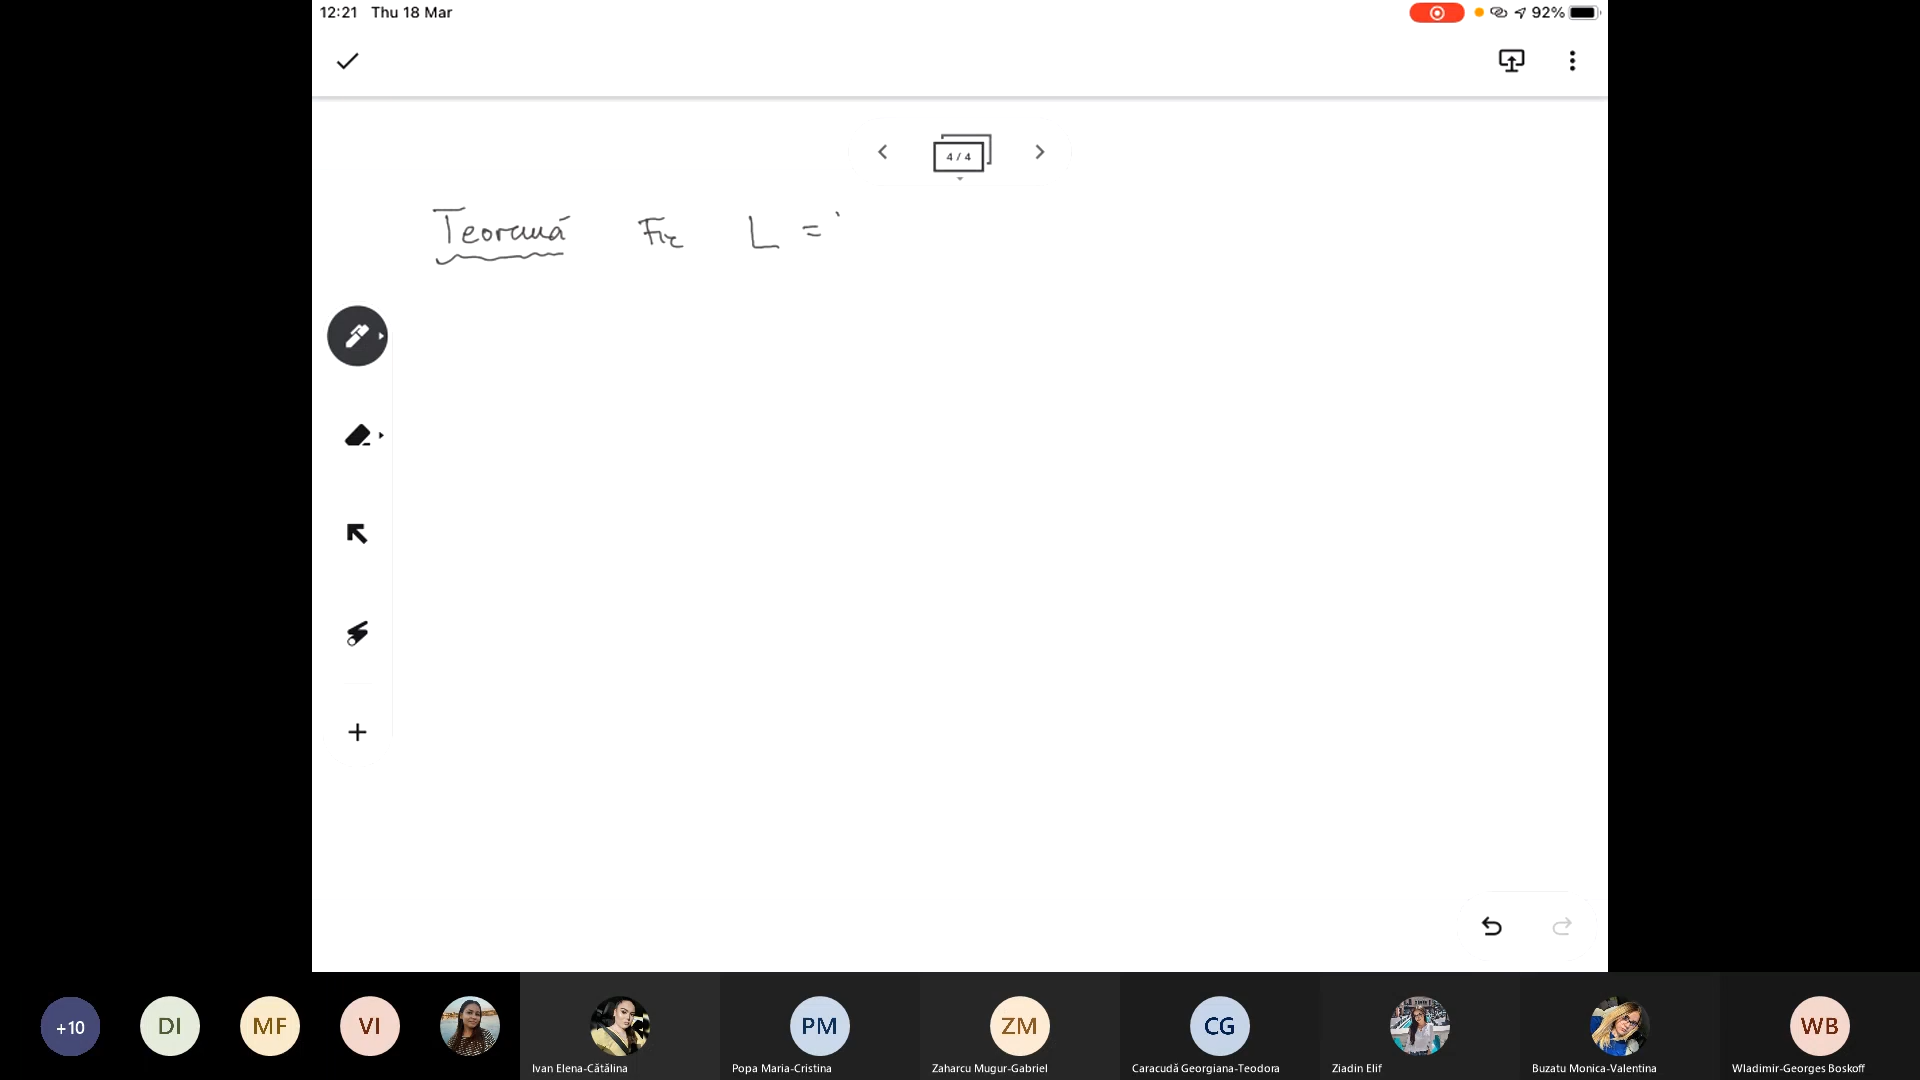 12:21 Thu 18 Mar
92%
4 / 4
Teoremă Fie L =
+10
DI
MF
VI
PM
ZM
CG
WB
Ivan Elena-Cătălina
Popa Maria-Cristina
Zaharcu Mugur-Gabriel
Caracudă Georgiana-Teodora
Ziadin Elif
Buzatu Monica-Valentina
Wladimir-Georges Boskoff